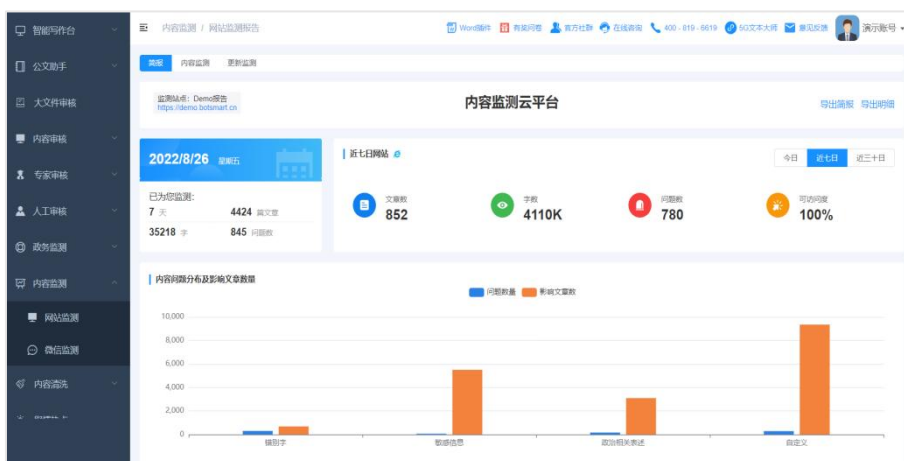 智能写作台
公文助手
大文件审核
内容审核
专家审核
人工审核
政务监测
内容监测
网站监测
微信监测
内容清洗
内容监测 / 网站监测报告
Word插件 有奖问卷 官方社群 在线咨询 400 - 819 - 6619 5G文本大师 意见反馈 演示账号
简报 内容监测 更新监测
监测站点：Demo报告
https://demo.botsmart.cn
内容监测云平台
导出简报 导出明细
2022/8/26 星期五
已为您监测:
7 天 4424 篇文章
35218 字 845 问题数
近七日网站
今日 近七日 近三十日
文章数
852
字数
4110K
问题数
780
可访问度
100%
内容问题分布及影响文章数量
问题数量 影响文章数
10,000
8,000
6,000
4,000
2,000
0
错别字 敏感信息 政治相关表述 自定义